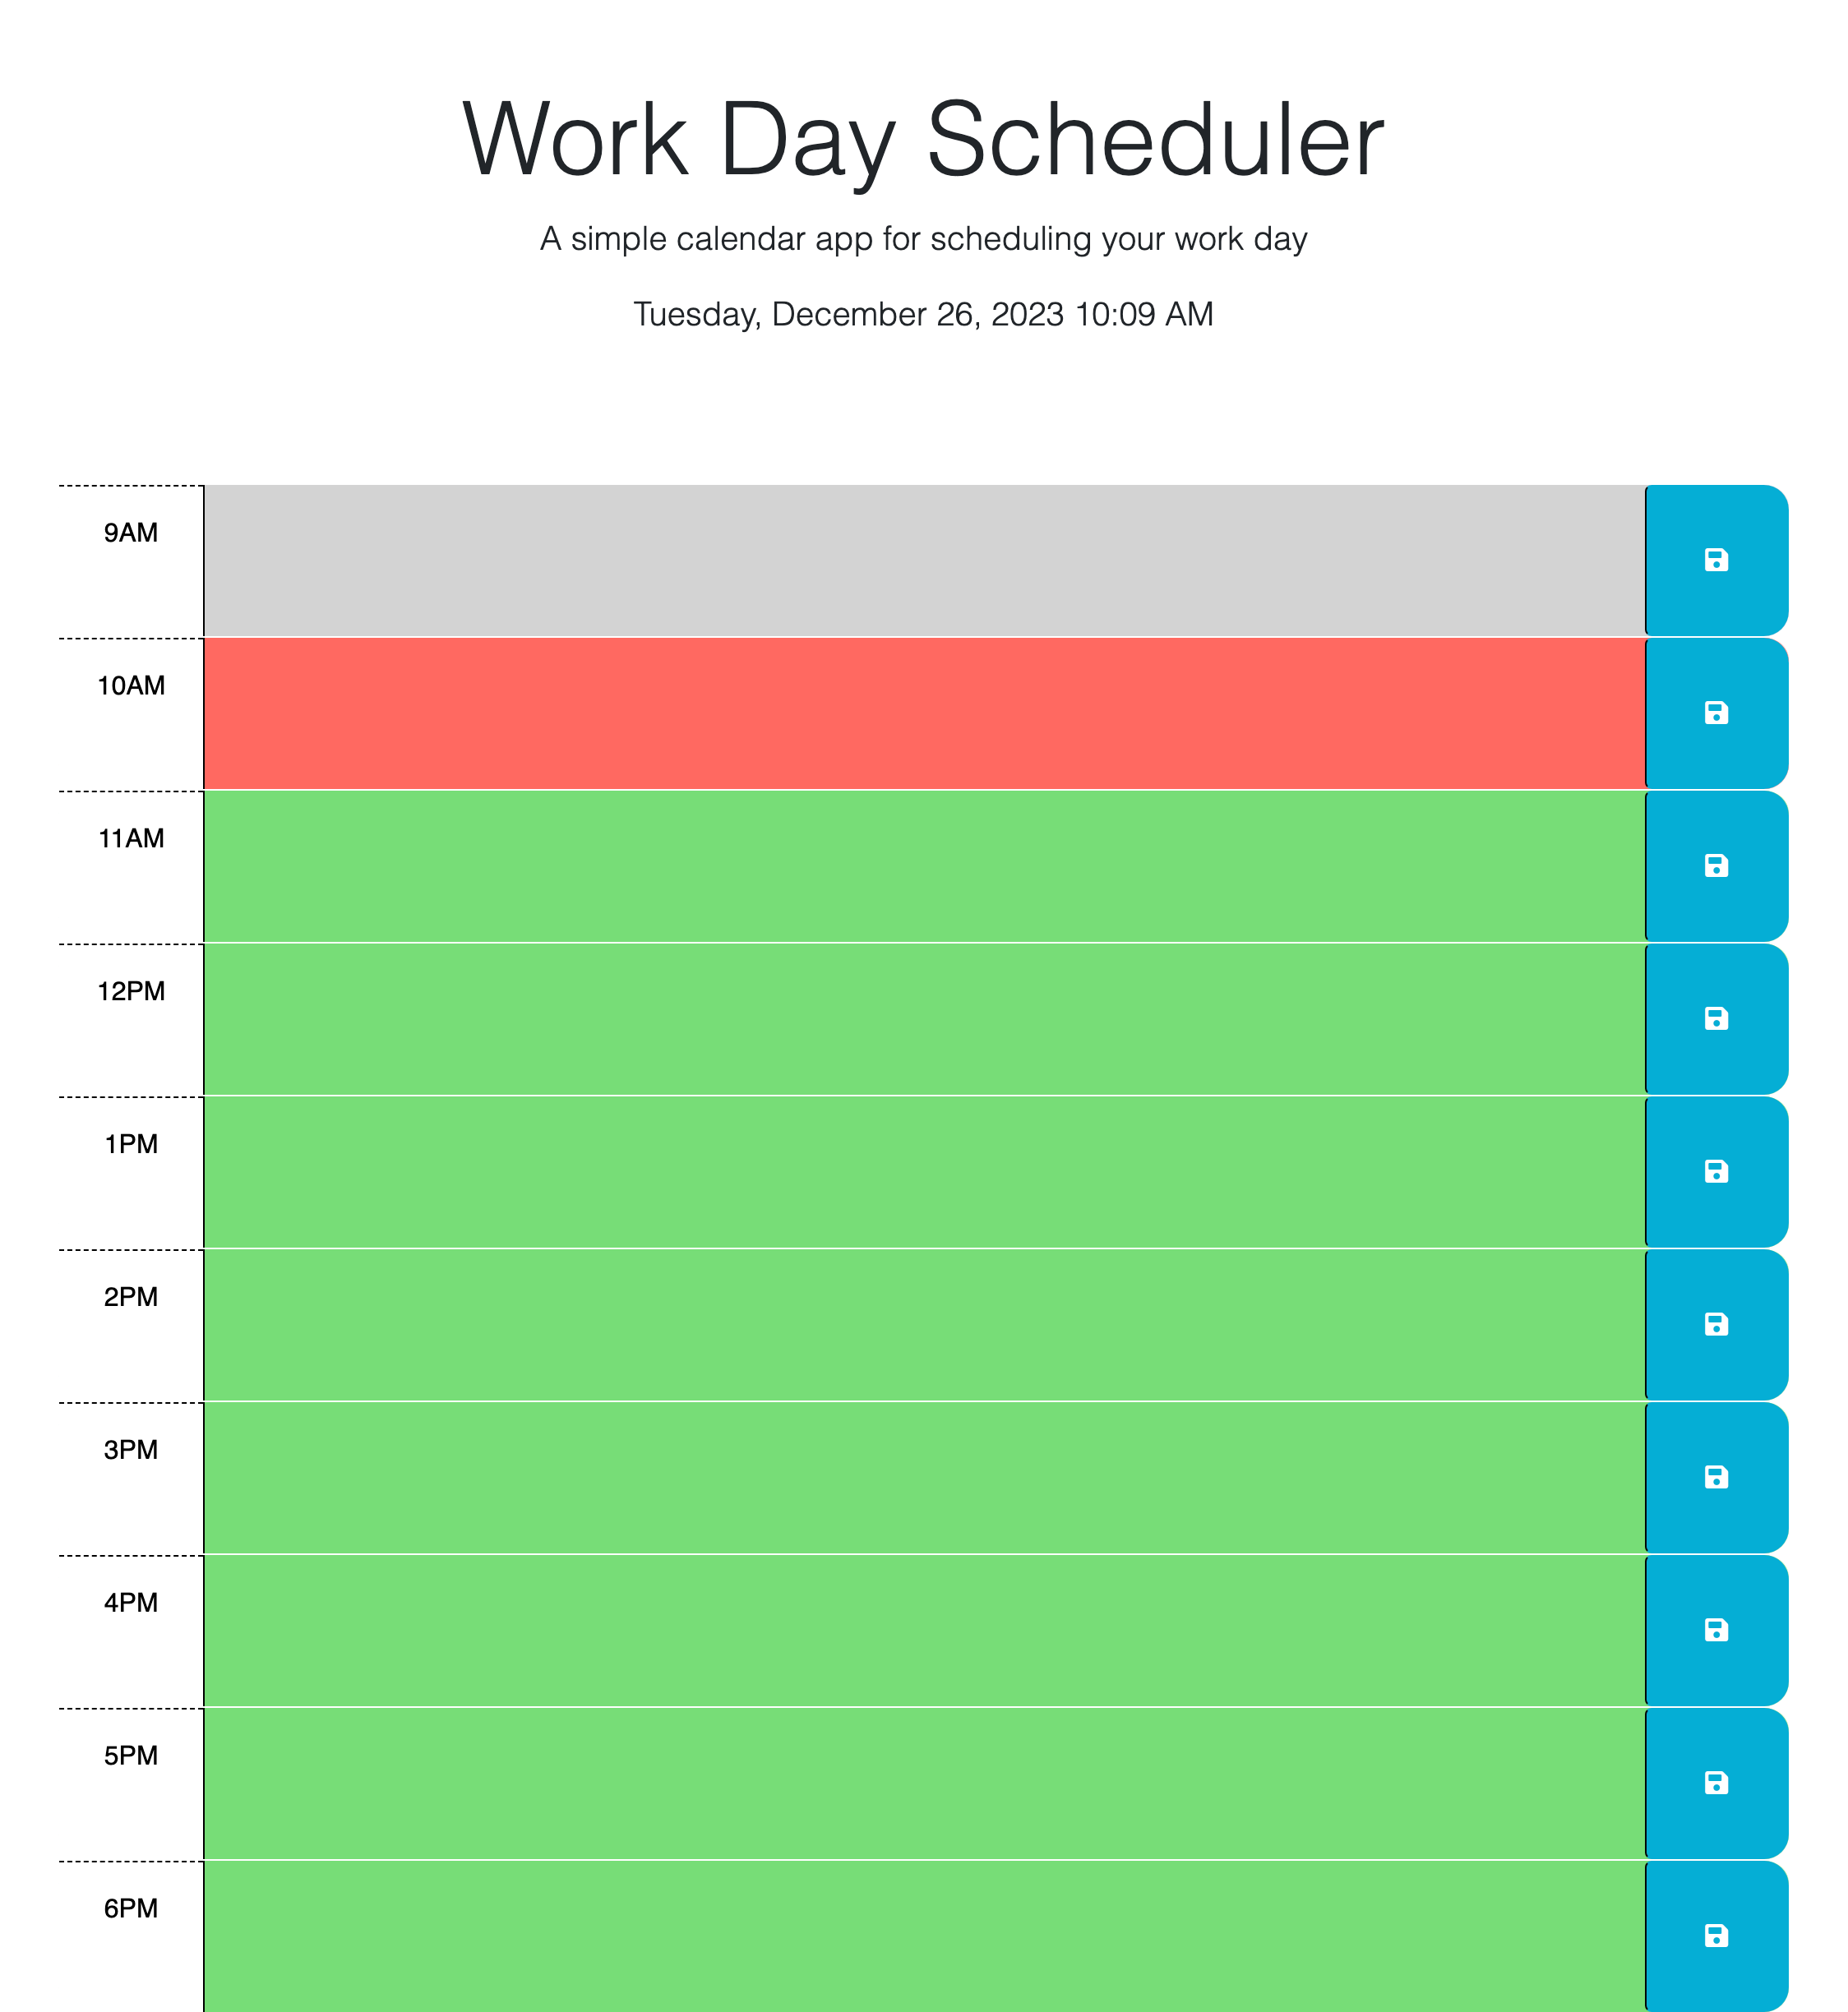 Work Day Scheduler
A simple calendar app for scheduling your work day
Tuesday, December 26, 2023 10:09 AM
9AM
10AM
11AM
12PM
1PM
2PM
3PM
4PM
5PM
6PM